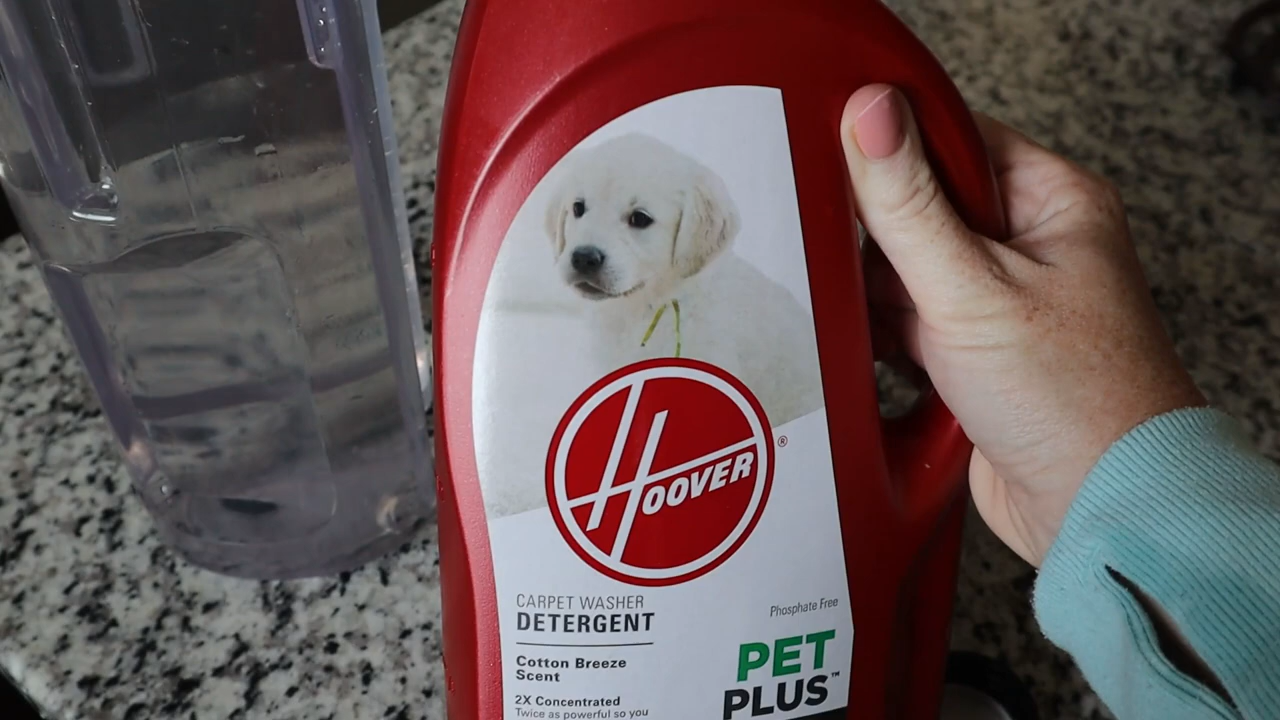 HOOVER®
CARPET WASHER
DETERGENT
Phosphate Free
Cotton Breeze
Scent
PET
PLUS™
2X Concentrated
Twice as powerful so you